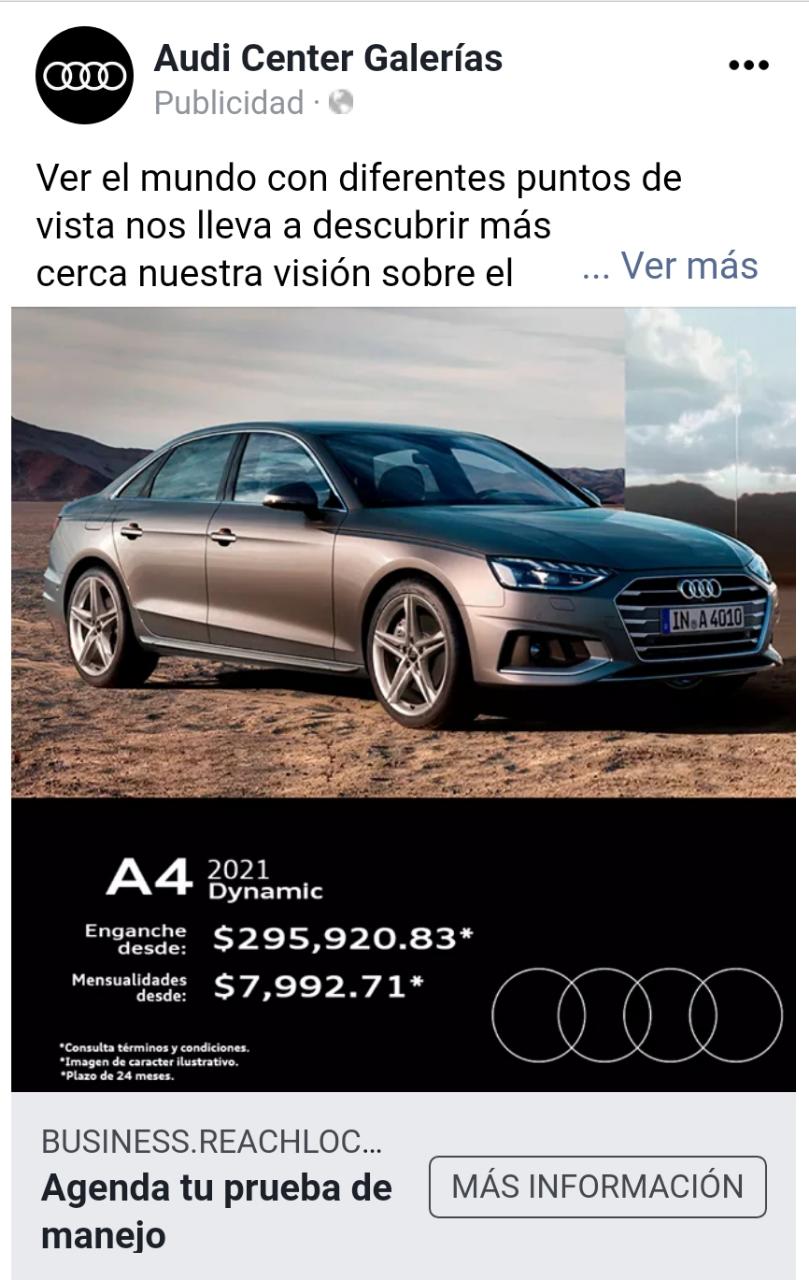 Audi Center Galerías
Publicidad ·
Ver el mundo con diferentes puntos de
vista nos lleva a descubrir más
cerca nuestra visión sobre el
... Ver más
IN A 4010
A4 2021
Dynamic
Enganche
desde: $295,920.83*
Mensualidades
desde: $7,992.71*
*Consulta términos y condiciones.
*Imagen de caracter ilustrativo.
*Plazo de 24 meses.
BUSINESS.REACHLOC...
Agenda tu prueba de
manejo
MÁS INFORMACIÓN